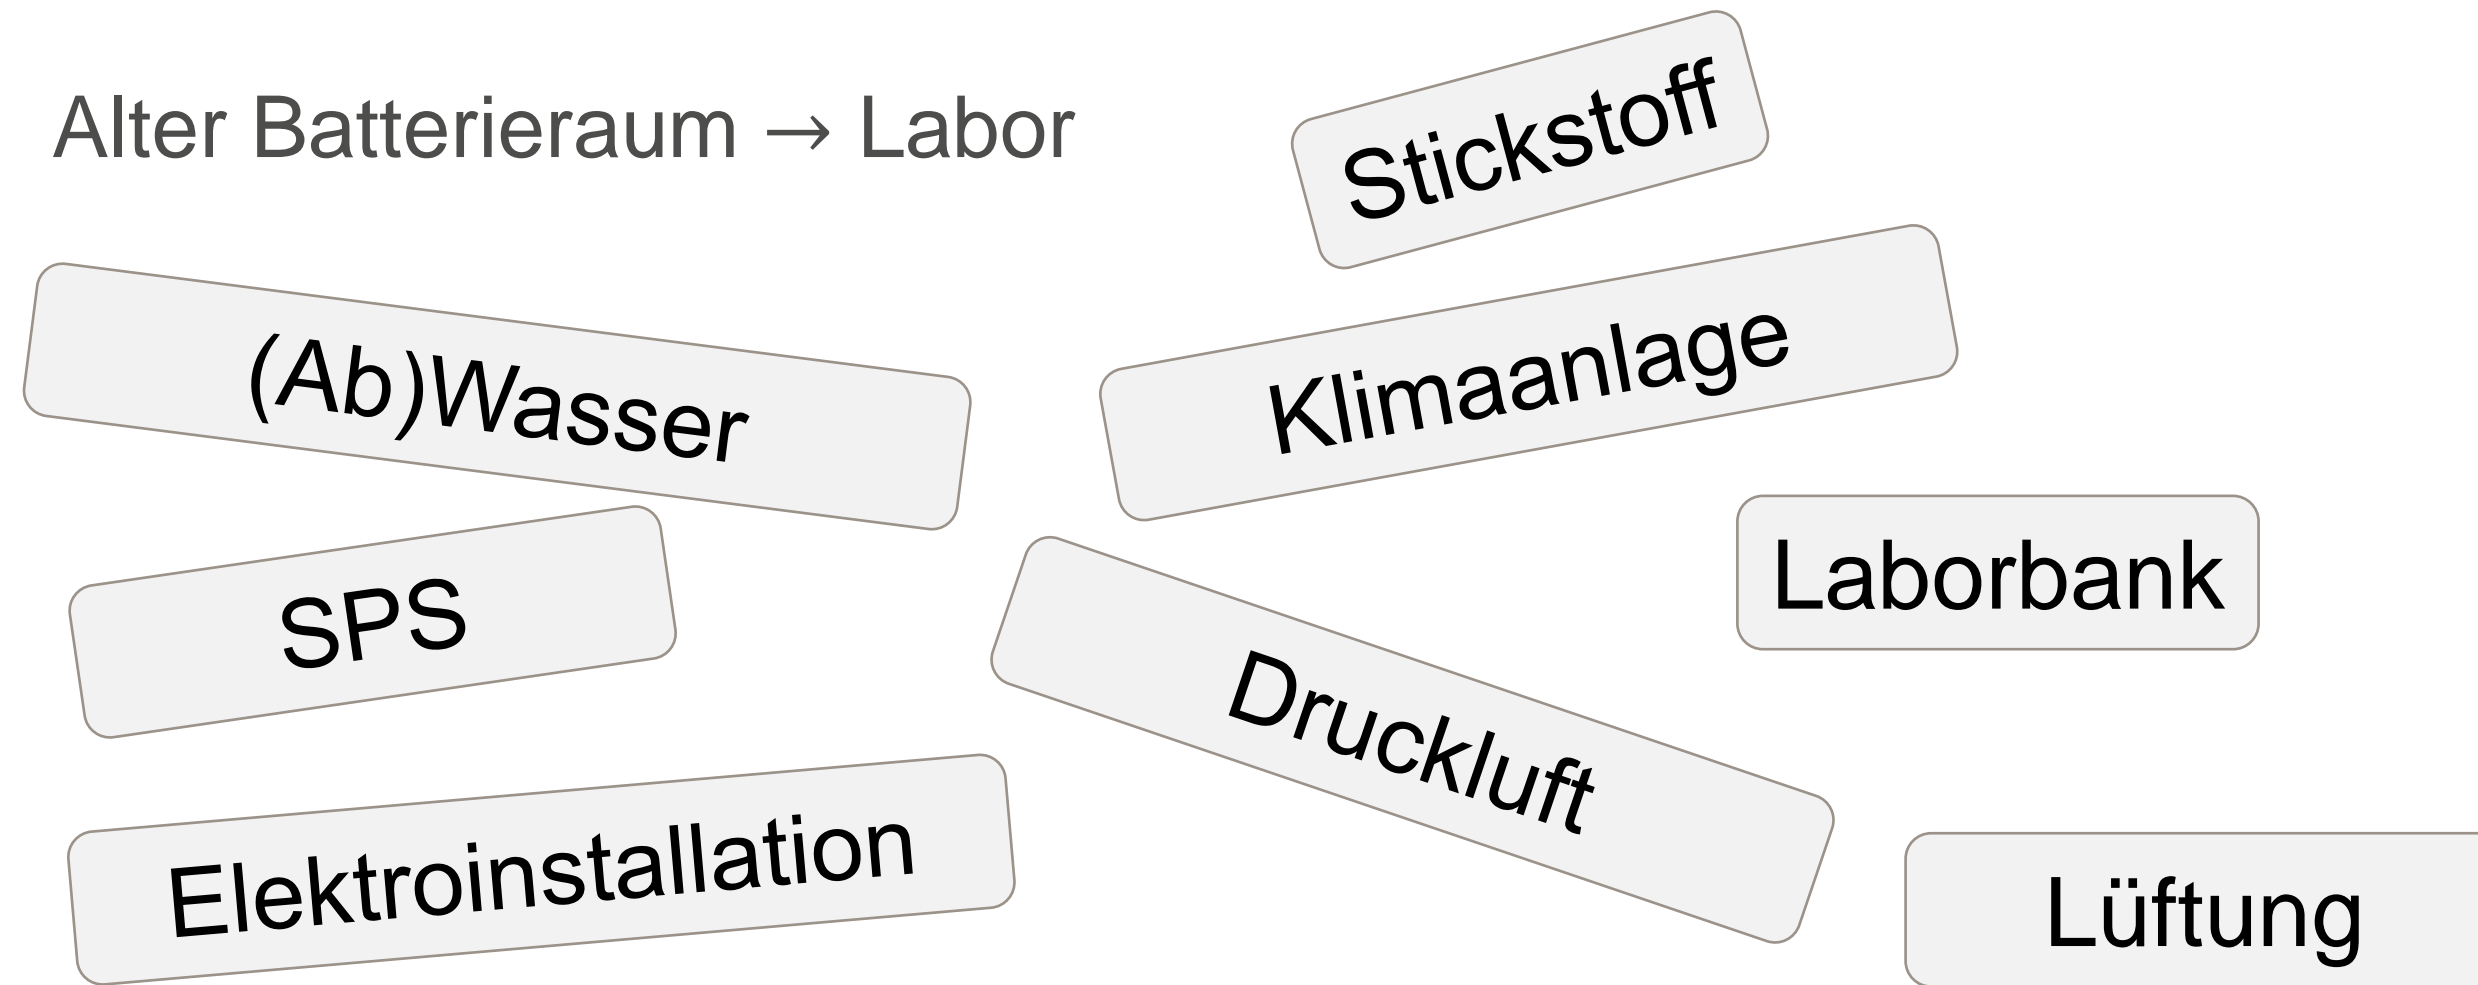 Alter Batterieraum → Labor
Stickstoff
(Ab)Wasser
Klimaanlage
SPS
Laborbank
Druckluft
Elektroinstallation
Lüftung